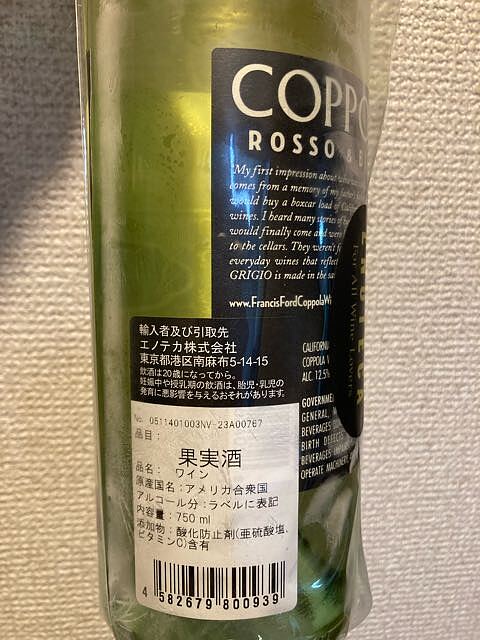 COPPO
ROSSO & B
"My first impression about
comes from a memory of my
would buy a boxcar load of
wines. I heard many stories of
would finally come and
to the cellars. They weren't
everyday wines that reflect
GRIGIO is made in the sa
www.FrancisFordCoppolaWi
ENOTECA
For All Wine Lovers
CALIFORNIA
COPPOLA
ALC. 12.5%
GOVERNMEN
GENERAL,
BEVERAGES
BIRTH DEFECTS
BEVERAGES
OPERATE MACHINERY
輸入者及び引取先
エノテカ株式会社
東京都港区南麻布5-14-15
飲酒は20歳になってから。
妊娠中や授乳期の飲酒は、胎児・乳児の
発育に悪影響を与えるおそれがあります。
No. 0511401003NV-23A00767
品目:
果実酒
品名: ワイン
原産国名:アメリカ合衆国
アルコール分:ラベルに表記
内容量:750 ml
添加物:酸化防止剤(亜硫酸塩、
ビタミンC)含有
4 582679 800939